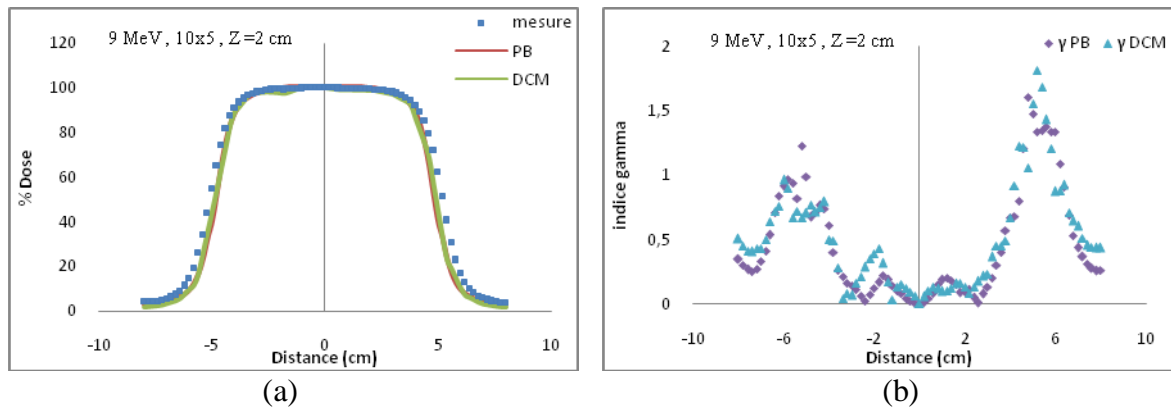 9 MeV , 10x5 , Z=2 cm
mesure
PB
DCM
120
100
80
60
40
20
0
% Dose
-10
-5
0
5
10
Distance (cm)
(a)
9 MeV , 10x5 , Z=2 cm
γ PB
γ DCM
2
1,5
1
0,5
0
indice gamma
-10
-6
-2
2
6
10
Distance (cm)
(b)